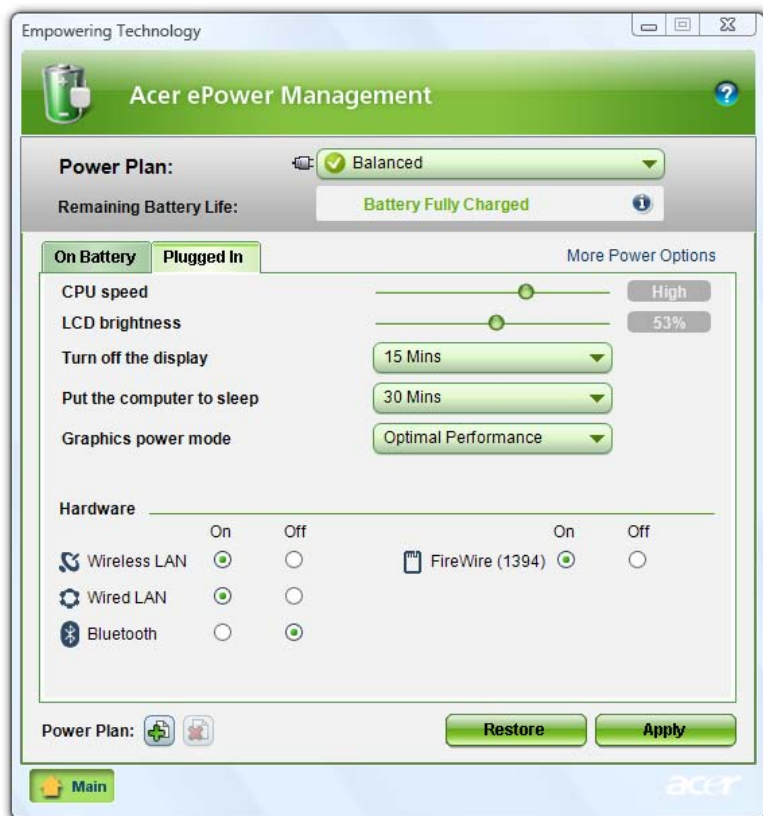 Empowering Technology
Acer ePower Management
Power Plan: Balanced
Remaining Battery Life: Battery Fully Charged
On Battery Plugged In More Power Options
CPU speed High
LCD brightness 53%
Turn off the display 15 Mins
Put the computer to sleep 30 Mins
Graphics power mode Optimal Performance
Hardware
On Off On Off
Wireless LAN FireWire (1394)
Wired LAN
Bluetooth
Power Plan: Restore Apply
Main acer